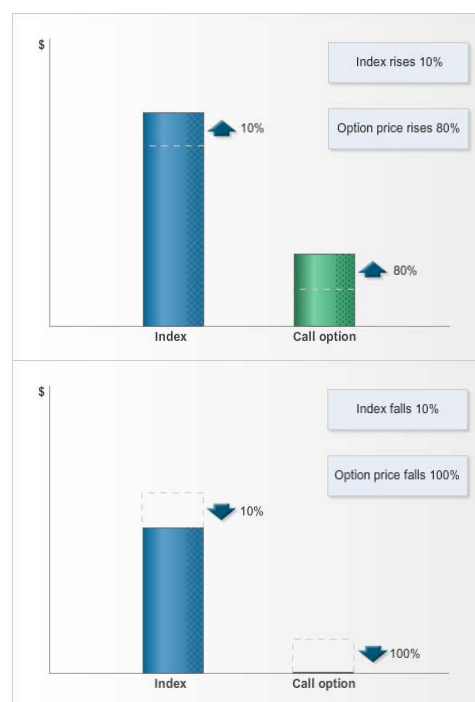 $
Index rises 10%
Option price rises 80%
10%
80%
Index
Call option
$
Index falls 10%
Option price falls 100%
10%
100%
Index
Call option